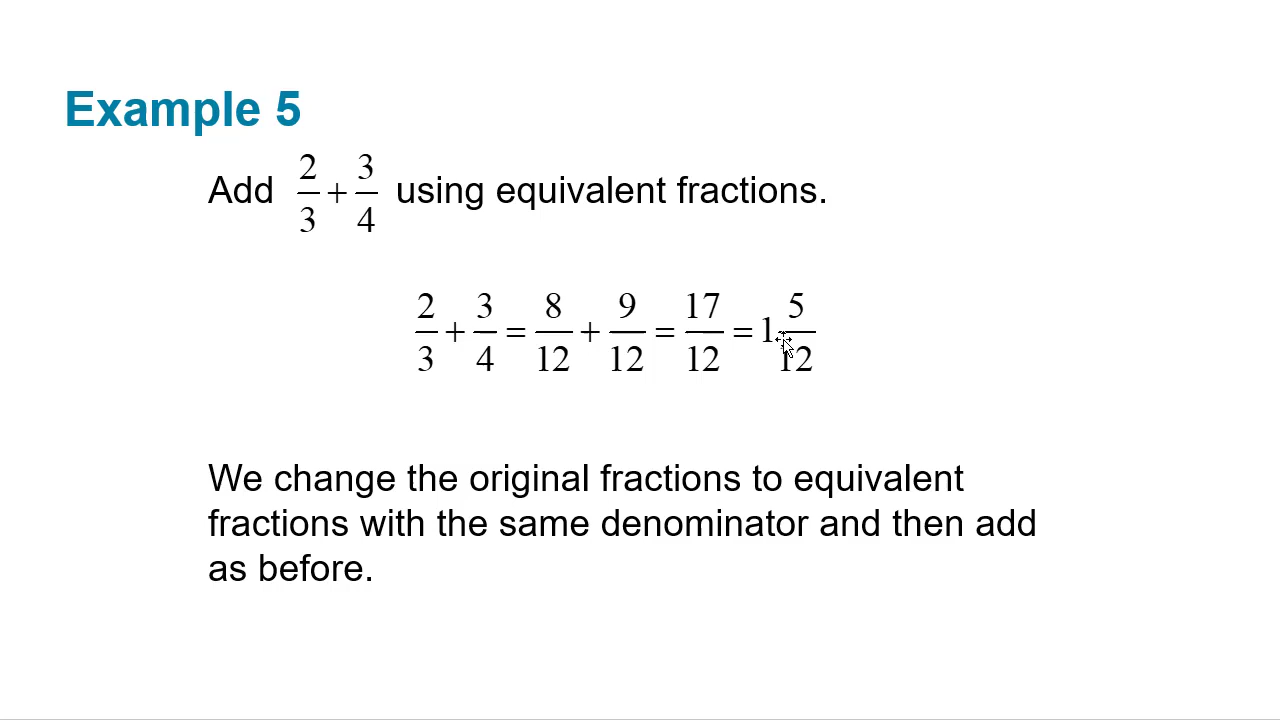 Example 5
Add 2/3 + 3/4 using equivalent fractions.
2/3 + 3/4 = 8/12 + 9/12 = 17/12 = 1 5/12
We change the original fractions to equivalent
fractions with the same denominator and then add
as before.